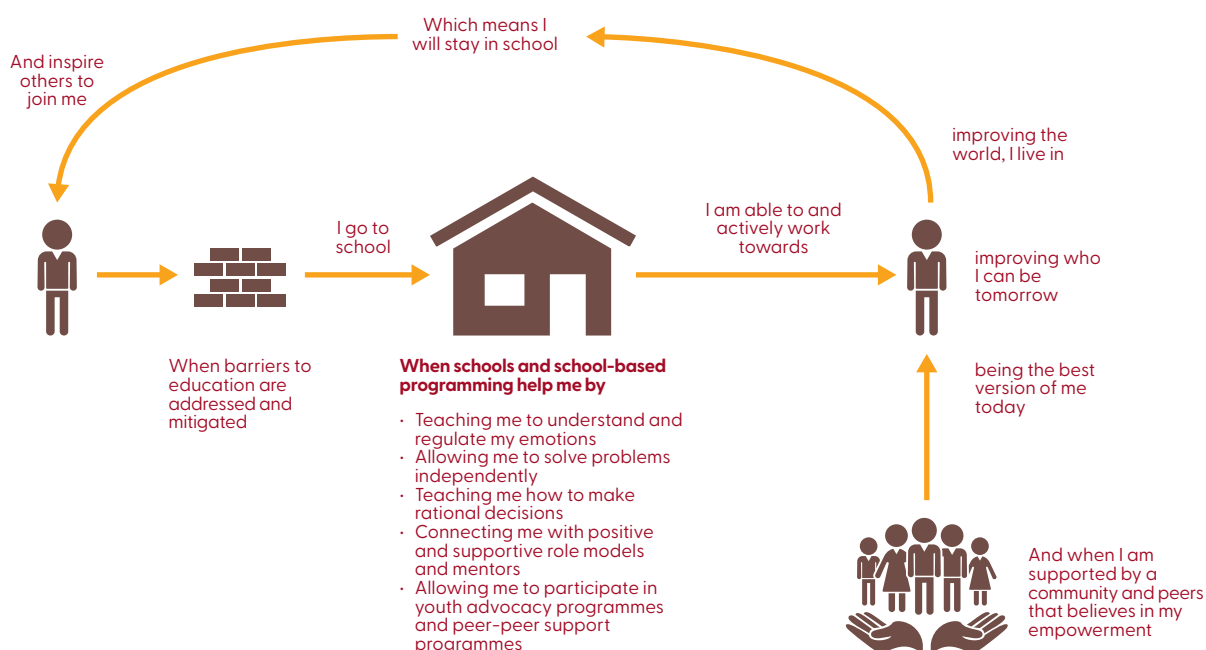 Which means I
will stay in school
And inspire
others to
join me
improving the
world, I live in
I go to
school
I am able to and
actively work
towards
improving who
I can be
tomorrow
When barriers to
education are
addressed and
mitigated
When schools and school-based
programming help me by
· Teaching me to understand and
regulate my emotions
· Allowing me to solve problems
independently
· Teaching me how to make
rational decisions
· Connecting me with positive
and supportive role models
and mentors
· Allowing me to participate in
youth advocacy programmes
and peer-peer support
programmes
being the best
version of me
today
And when I am
supported by a
community and peers
that believes in my
empowerment